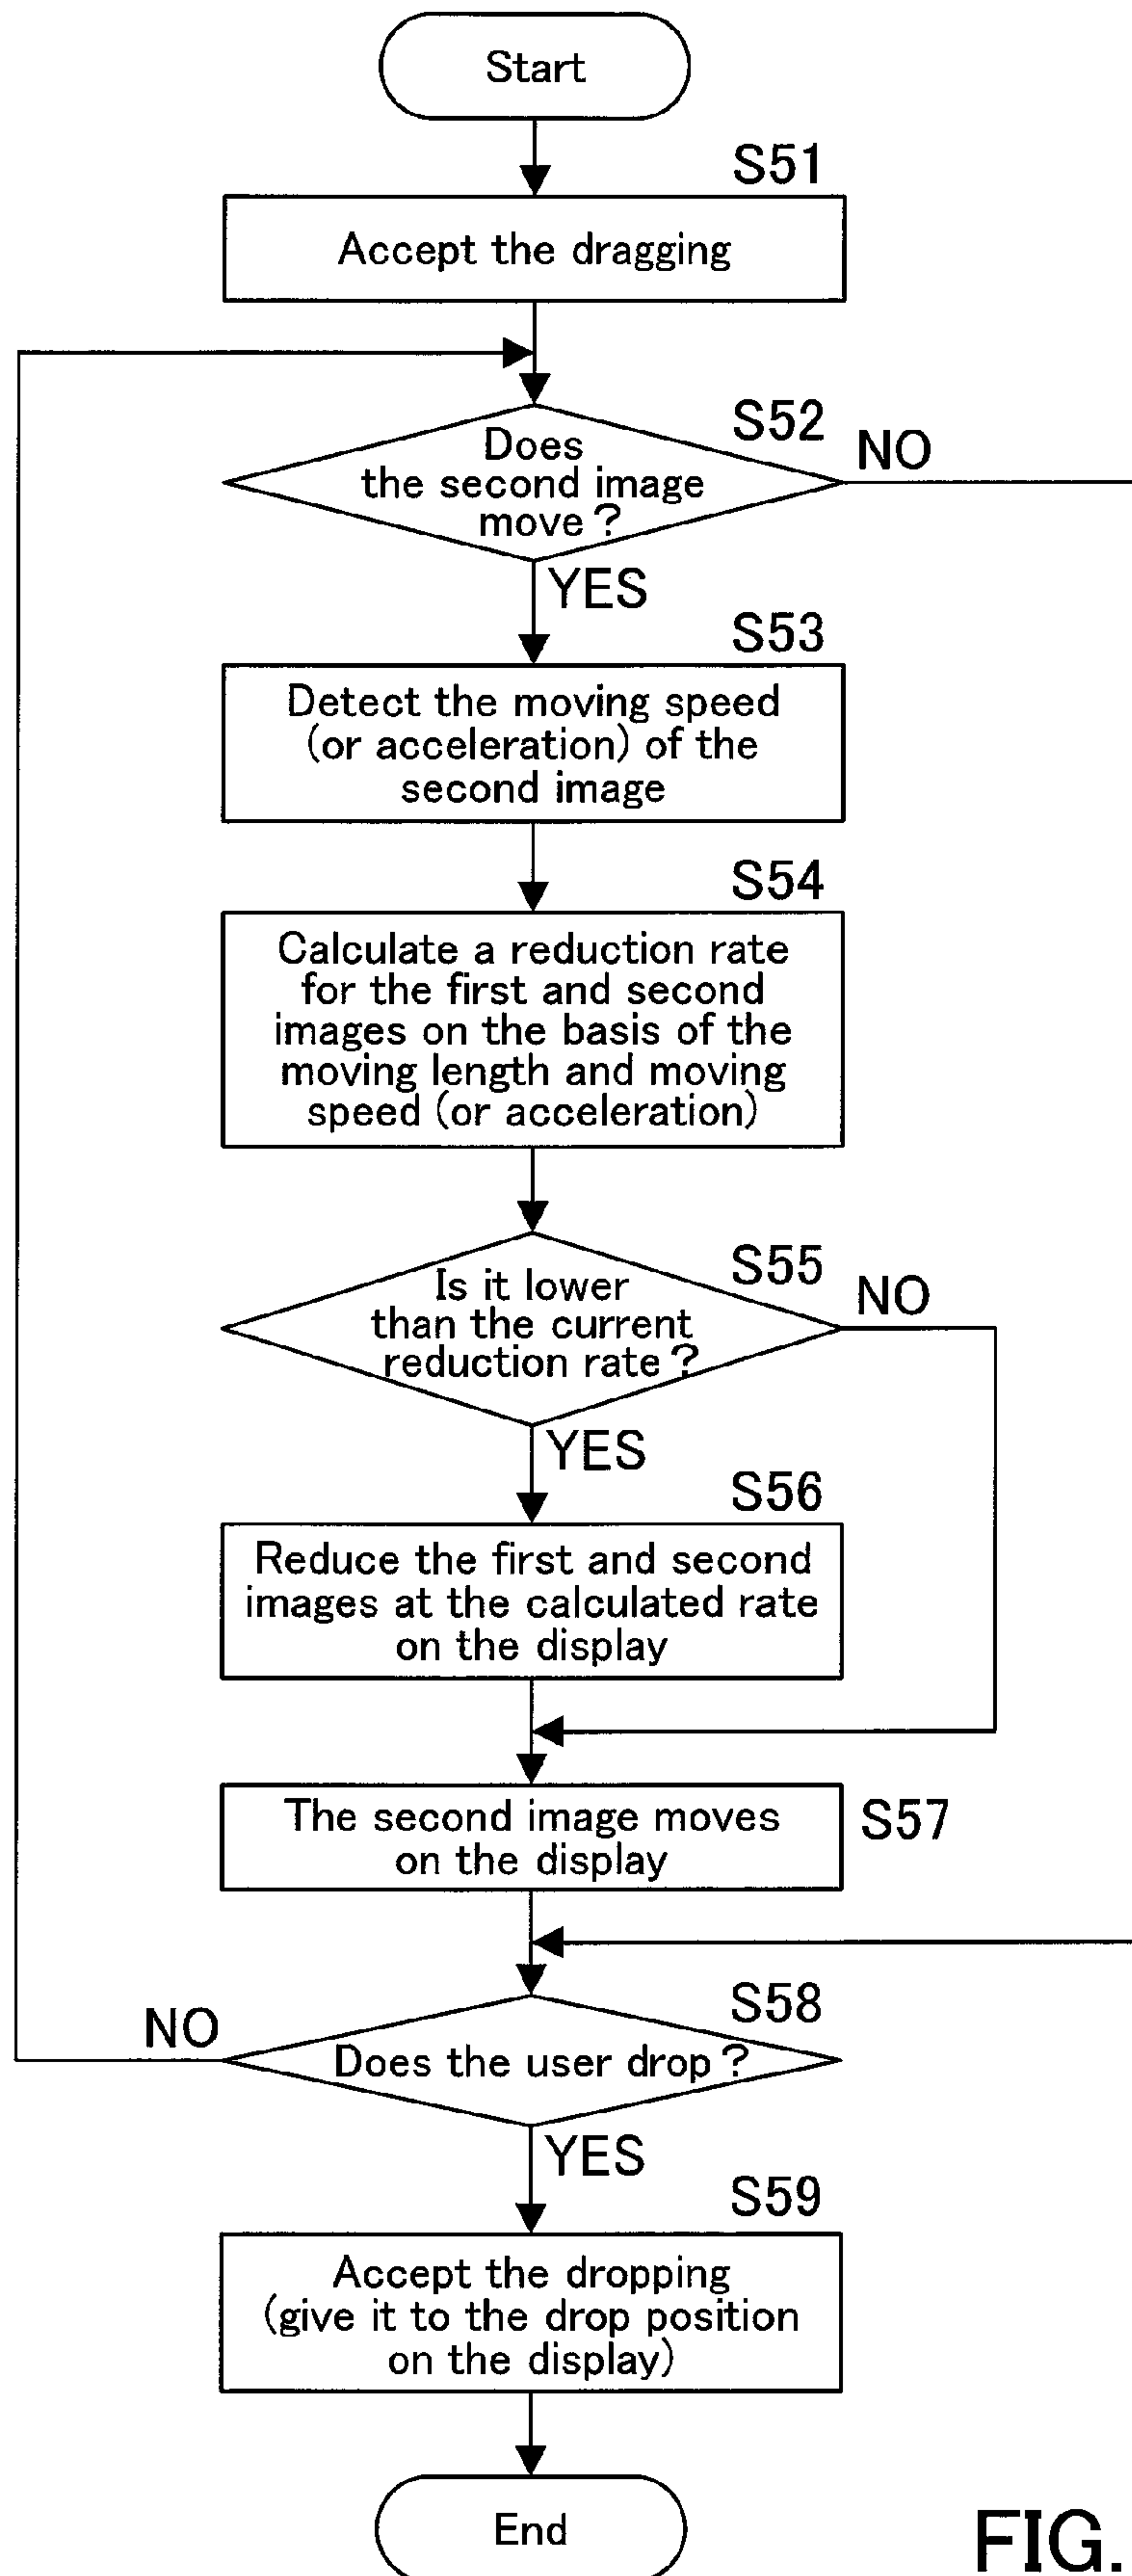 Start
S51
Accept the dragging
S52
Does
the second image
move?
NO
YES
S53
Detect the moving speed
(or acceleration) of the
second image
S54
Calculate a reduction rate
for the first and second
images on the basis of the
moving length and moving
speed (or acceleration)
S55
Is it lower
than the current
reduction rate?
NO
YES
S56
Reduce the first and second
images at the calculated rate
on the display
The second image moves
on the display
S57
S58
NO
Does the user drop?
YES
S59
Accept the dropping
(give it to the drop position
on the display)
End
FIG.